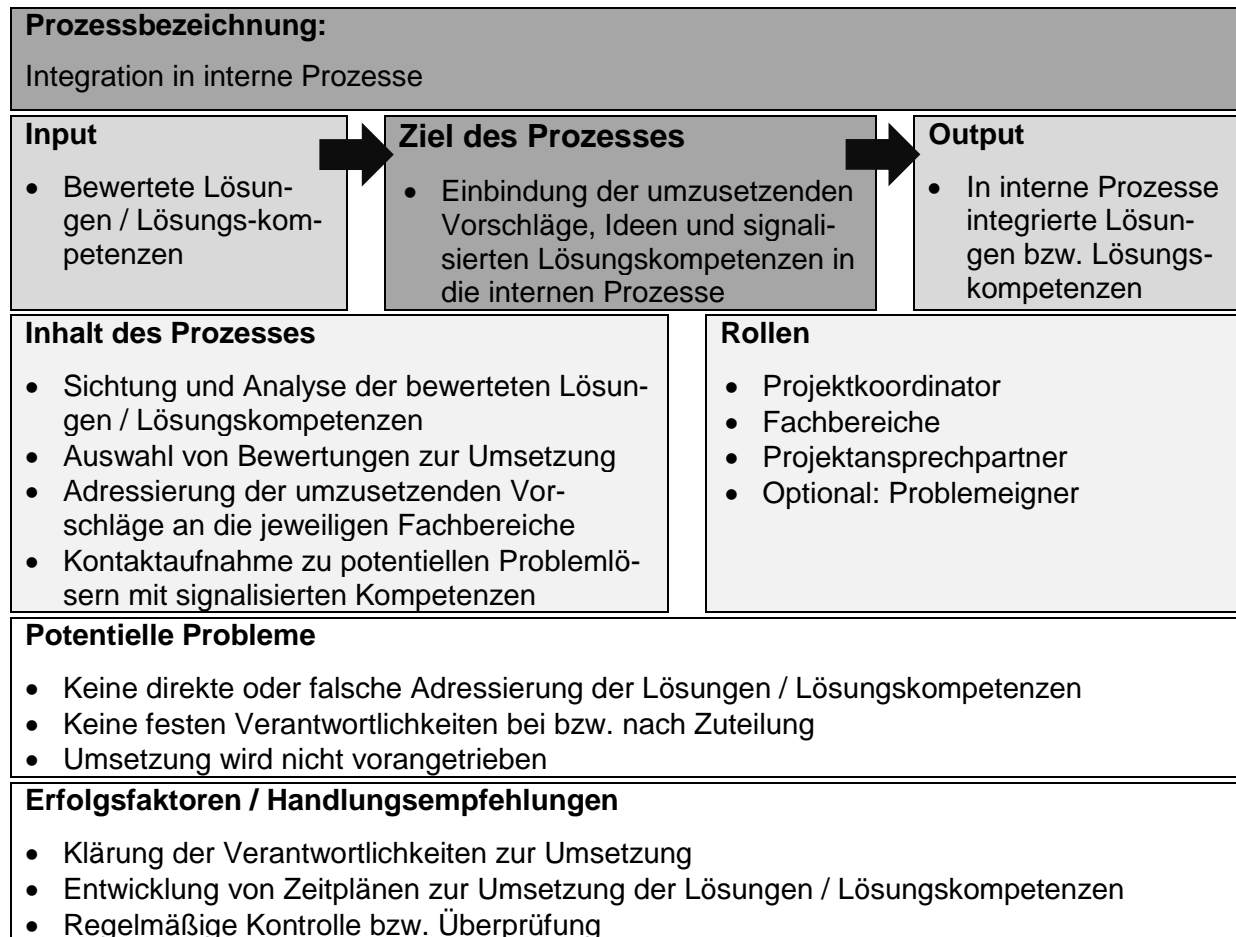 Prozessbezeichnung:
Integration in interne Prozesse
Input
• Bewertete Lösun-
gen / Lösungs-kom-
petenzen
Ziel des Prozesses
• Einbindung der umzusetzenden
Vorschläge, Ideen und signali-
sierten Lösungskompetenzen in
die internen Prozesse
Output
• In interne Prozesse
integrierte Lösun-
gen bzw. Lösungs-
kompetenzen
Inhalt des Prozesses
• Sichtung und Analyse der bewerteten Lösun-
gen / Lösungskompetenzen
• Auswahl von Bewertungen zur Umsetzung
• Adressierung der umzusetzenden Vor-
schläge an die jeweiligen Fachbereiche
• Kontaktaufnahme zu potentiellen Problemlö-
sern mit signalisierten Kompetenzen
Rollen
• Projektkoordinator
• Fachbereiche
• Projektansprechpartner
• Optional: Problemeigner
Potentielle Probleme
• Keine direkte oder falsche Adressierung der Lösungen / Lösungskompetenzen
• Keine festen Verantwortlichkeiten bei bzw. nach Zuteilung
• Umsetzung wird nicht vorangetrieben
Erfolgsfaktoren / Handlungsempfehlungen
• Klärung der Verantwortlichkeiten zur Umsetzung
• Entwicklung von Zeitplänen zur Umsetzung der Lösungen / Lösungskompetenzen
• Regelmäßige Kontrolle bzw. Überprüfung